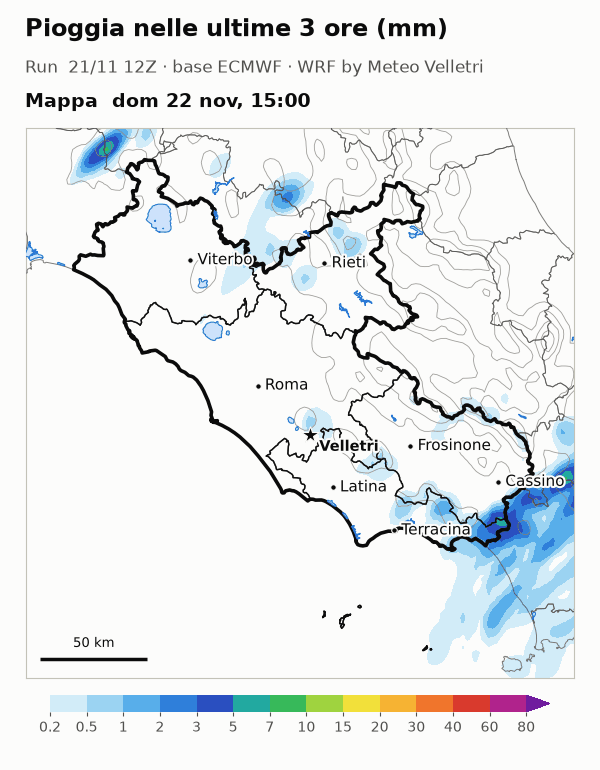 Pioggia nelle ultime 3 ore (mm)
Run  21/11 12Z · base ECMWF · WRF by Meteo Velletri
Mappa  dom 22 nov, 15:00
Viterbo
Rieti
Roma
Velletri
Frosinone
Latina
Cassino
Terracina
50 km
0.2 0.5 1 2 3 5 7 10 15 20 30 40 60 80